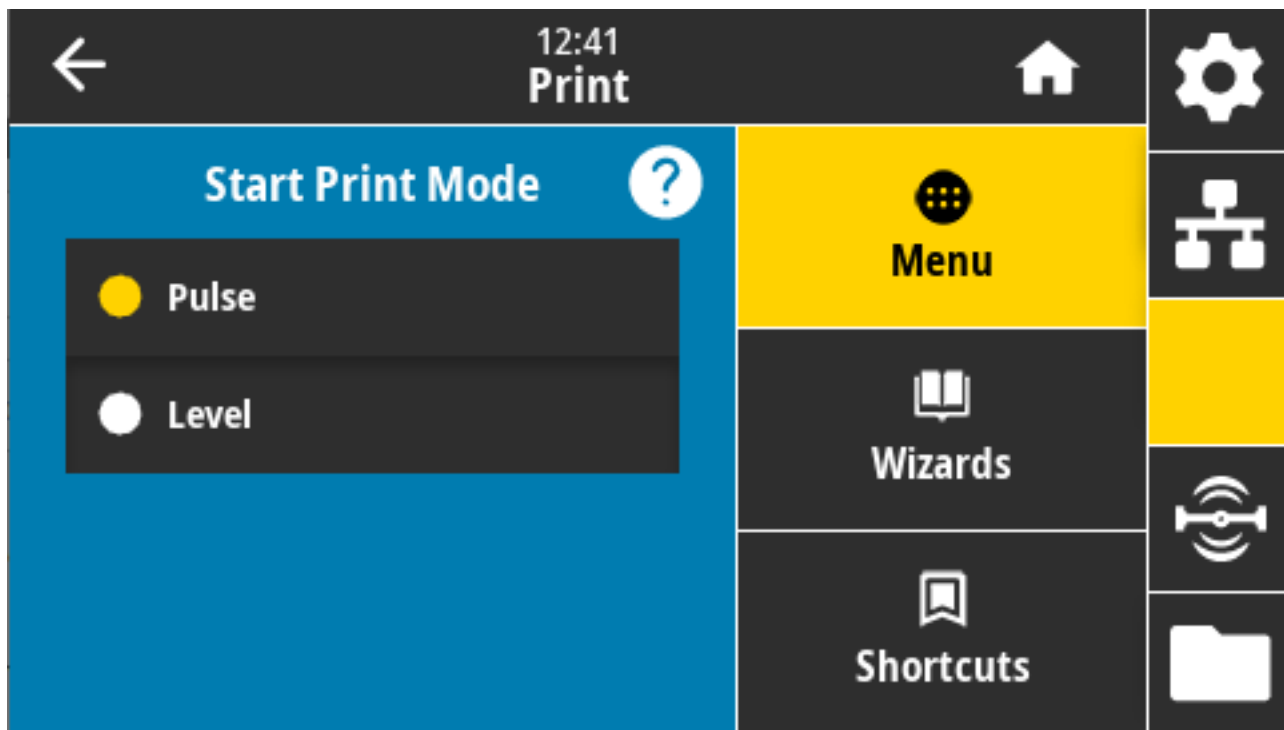 12:41
Print
Start Print Mode
?
Pulse
Level
Menu
Wizards
Shortcuts